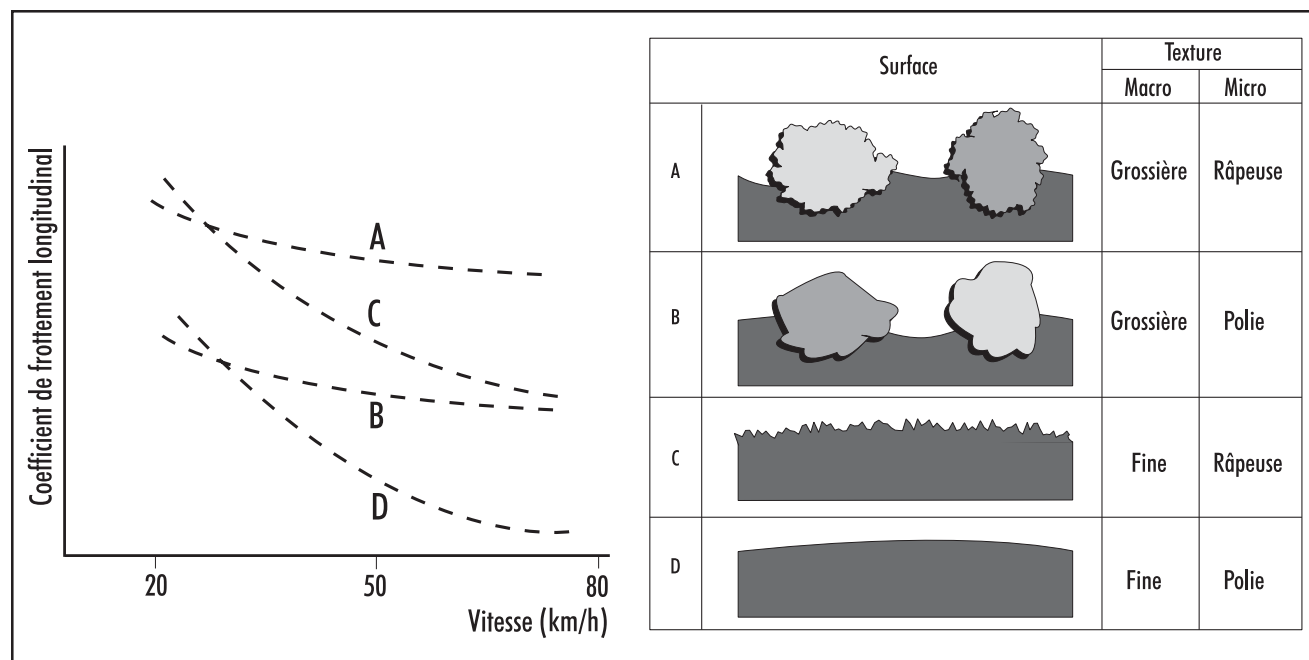 Coefficient de frottement longitudinal
A
C
B
D
20 50 80
Vitesse (km/h)
Surface Texture
Macro Micro
A Grossière Râpeuse
B Grossière Polie
C Fine Râpeuse
D Fine Polie